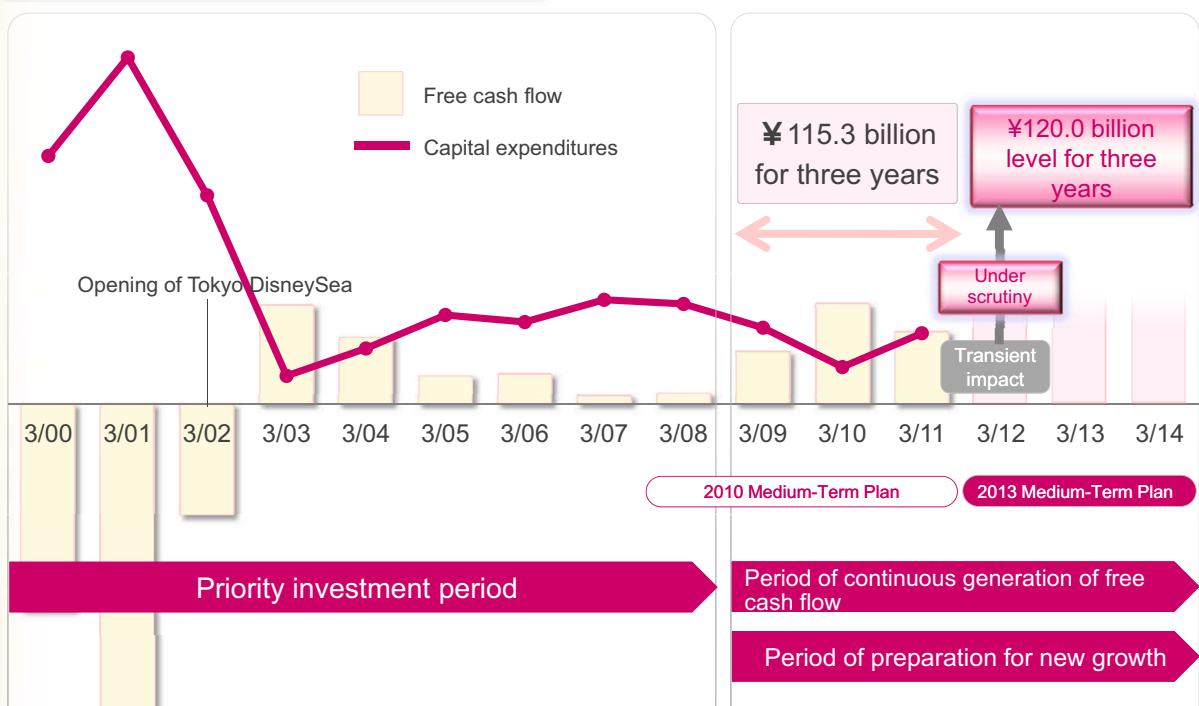 Free cash flow
Capital expenditures
¥ 115.3 billion
for three years
¥120.0 billion
level for three
years
Opening of Tokyo DisneySea
Under
scrutiny
Transient
impact
3/00 3/01 3/02 3/03 3/04 3/05 3/06 3/07 3/08 3/09 3/10 3/11 3/12 3/13 3/14
2010 Medium-Term Plan
2013 Medium-Term Plan
Priority investment period
Period of continuous generation of free
cash flow
Period of preparation for new growth